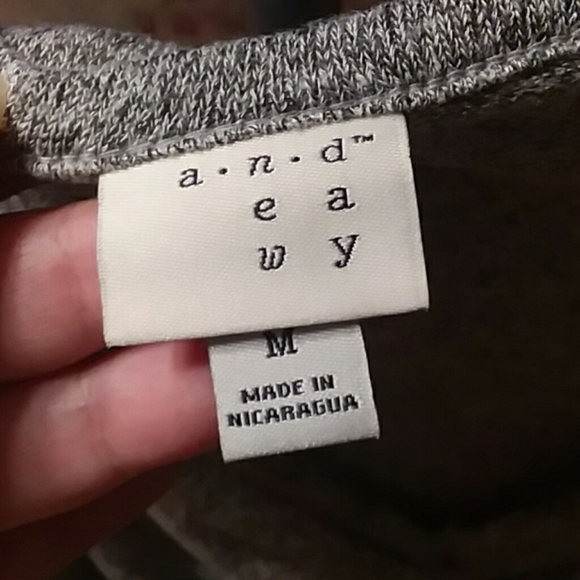 a · n · d™
e a
w y
M
MADE IN
NICARAGUA